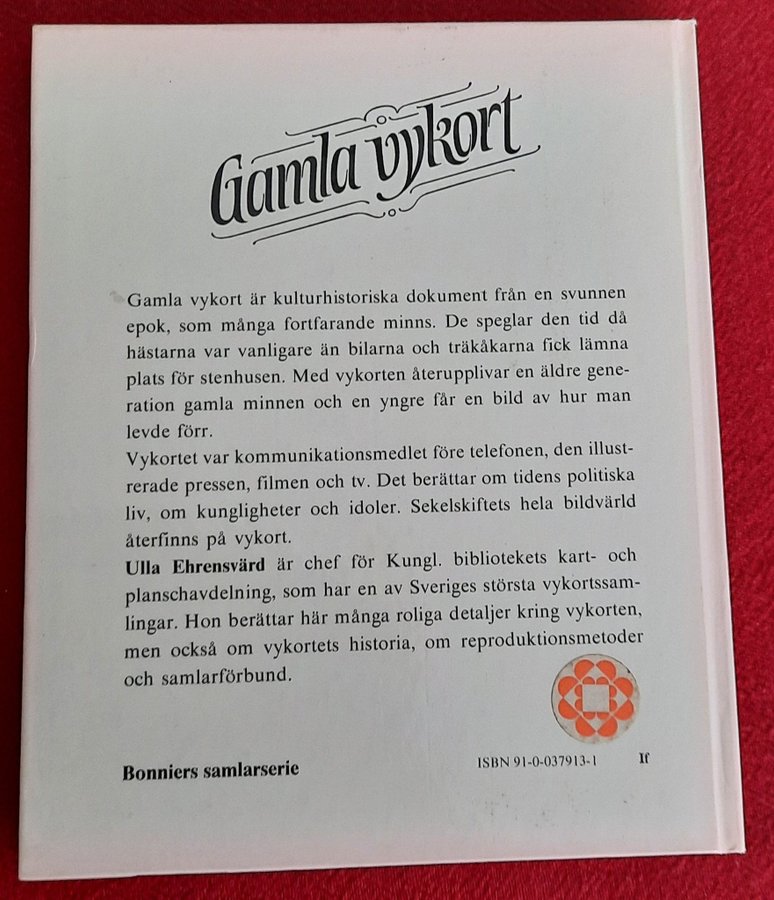 Gamla vykort
Gamla vykort är kulturhistoriska dokument från en svunnen
epok, som många fortfarande minns. De speglar den tid då
hästarna var vanligare än bilarna och träkåkarna fick lämna
plats för stenhusen. Med vykorten återupplivar en äldre gene-
ration gamla minnen och en yngre får en bild av hur man
levde förr.
Vykortet var kommunikationsmedlet före telefonen, den illust-
rerade pressen, filmen och tv. Det berättar om tidens politiska
liv, om kungligheter och idoler. Sekelskiftets hela bildvärld
återfinns på vykort.
Ulla Ehrensvärd är chef för Kungl. bibliotekets kart- och
planschavdelning, som har en av Sveriges största vykortssam-
lingar. Hon berättar här många roliga detaljer kring vykorten,
men också om vykortets historia, om reproduktionsmetoder
och samlarförbund.
Bonniers samlarserie
ISBN 91-0-037913-1 If